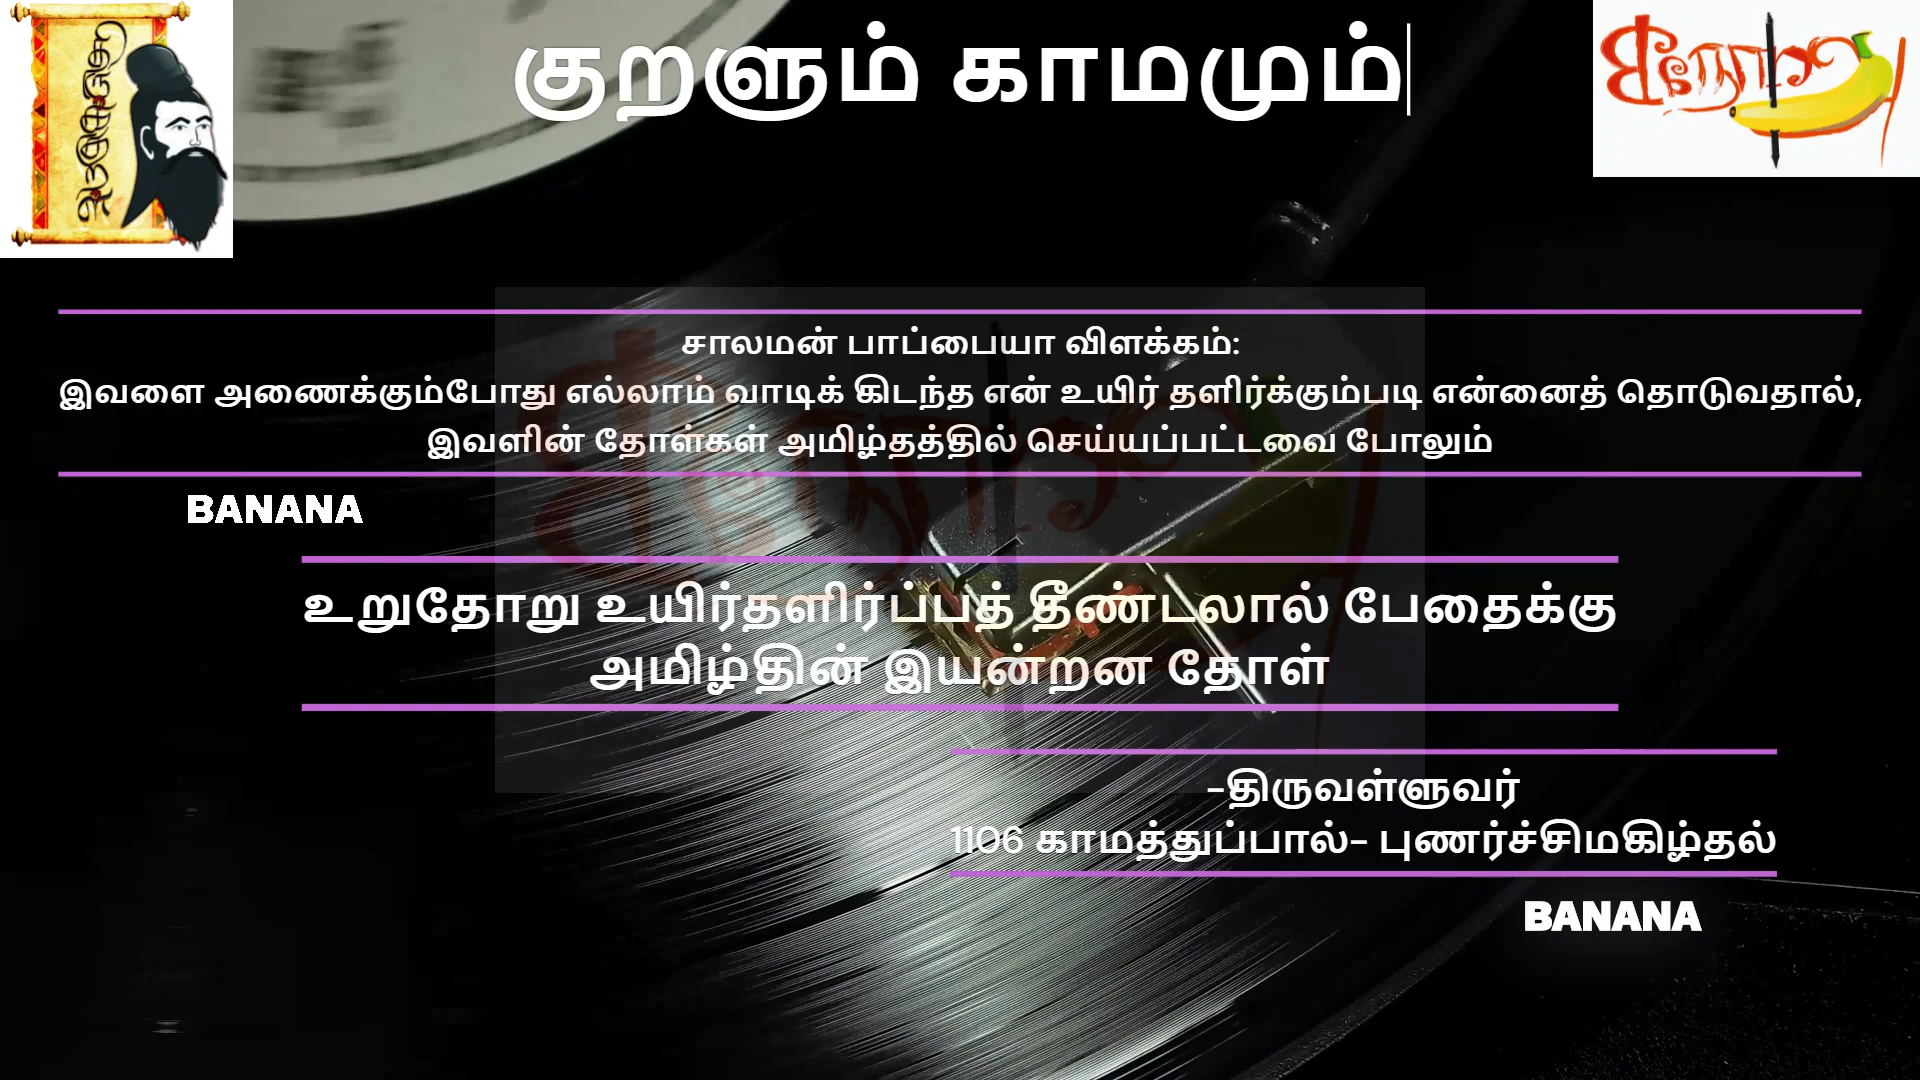 குறளும் காமமும்
திருக்குறள்
சாலமன் பாப்பையா விளக்கம்:
இவளை அணைக்கும்போது எல்லாம் வாடிக் கிடந்த என் உயிர் தளிர்க்கும்படி என்னைத் தொடுவதால்,
இவளின் தோள்கள் அமிழ்தத்தில் செய்யப்பட்டவை போலும்
BANANA
உறுதோறு உயிர்தளிர்ப்பத் தீண்டலால் பேதைக்கு
அமிழ்தின் இயன்றன தோள்
-திருவள்ளுவர்
1106 காமத்துப்பால்- புணர்ச்சிமகிழ்தல்
BANANA